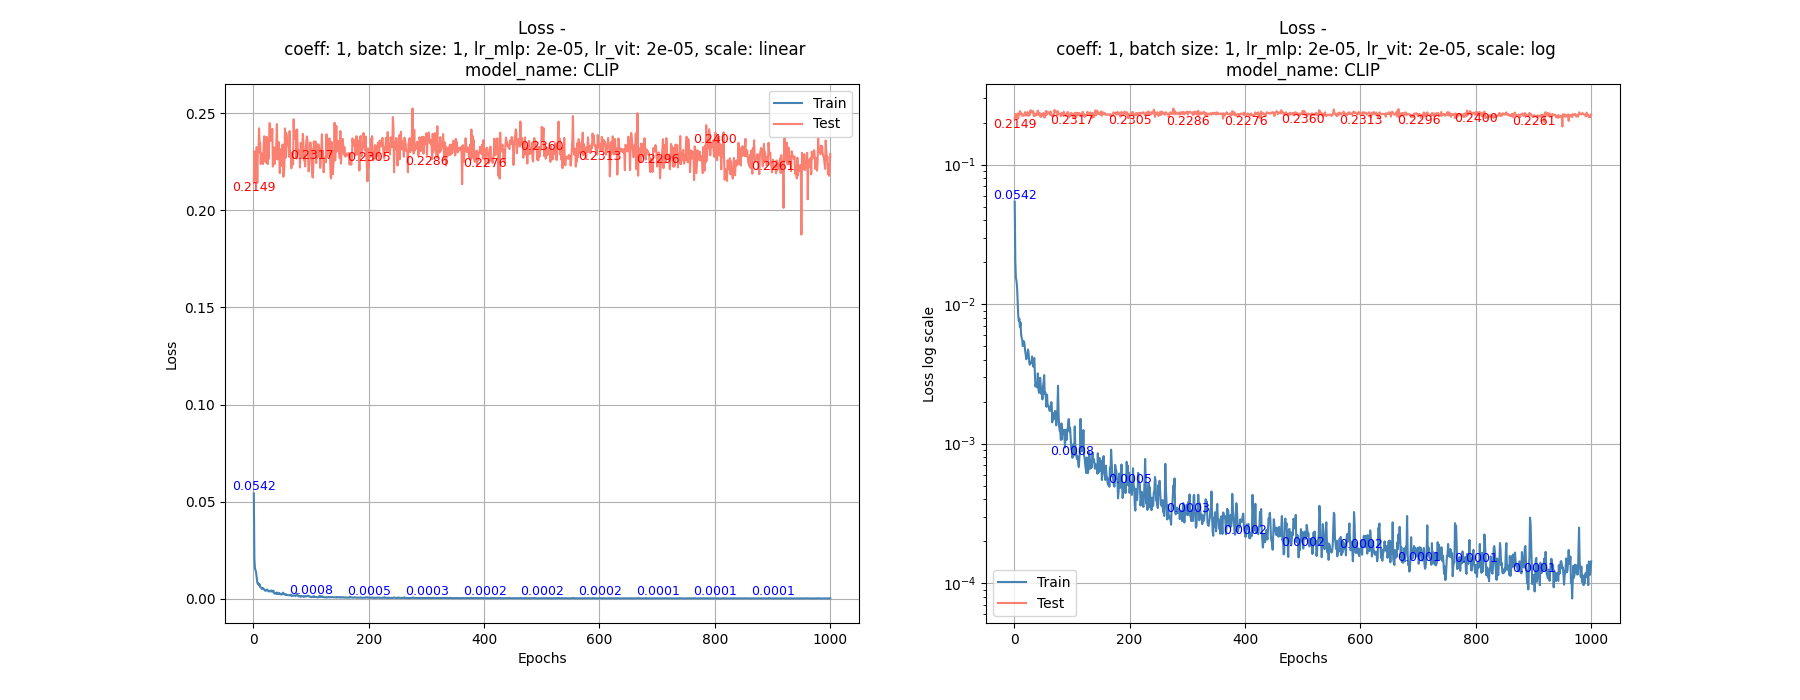 Loss -
coeff: 1, batch size: 1, lr_mlp: 2e-05, lr_vit: 2e-05, scale: linear
model_name: CLIP
Loss
0.25
0.20
0.15
0.10
0.05
0.00
0 200 400 600 800 1000
Epochs
Train
Test
0.2149 0.2317 0.2305 0.2286 0.2276 0.2360 0.2313 0.2296 0.2400 0.2261
0.0542 0.0008 0.0005 0.0003 0.0002 0.0002 0.0002 0.0001 0.0001 0.0001
Loss -
coeff: 1, batch size: 1, lr_mlp: 2e-05, lr_vit: 2e-05, scale: log
model_name: CLIP
Loss log scale
10⁻¹
10⁻²
10⁻³
10⁻⁴
0 200 400 600 800 1000
Epochs
0.2149 0.2317 0.2305 0.2286 0.2276 0.2360 0.2313 0.2296 0.2400 0.2261
0.0542 0.0008 0.0005 0.0003 0.0002 0.0002 0.0002 0.0001 0.0001 0.0001
Train
Test